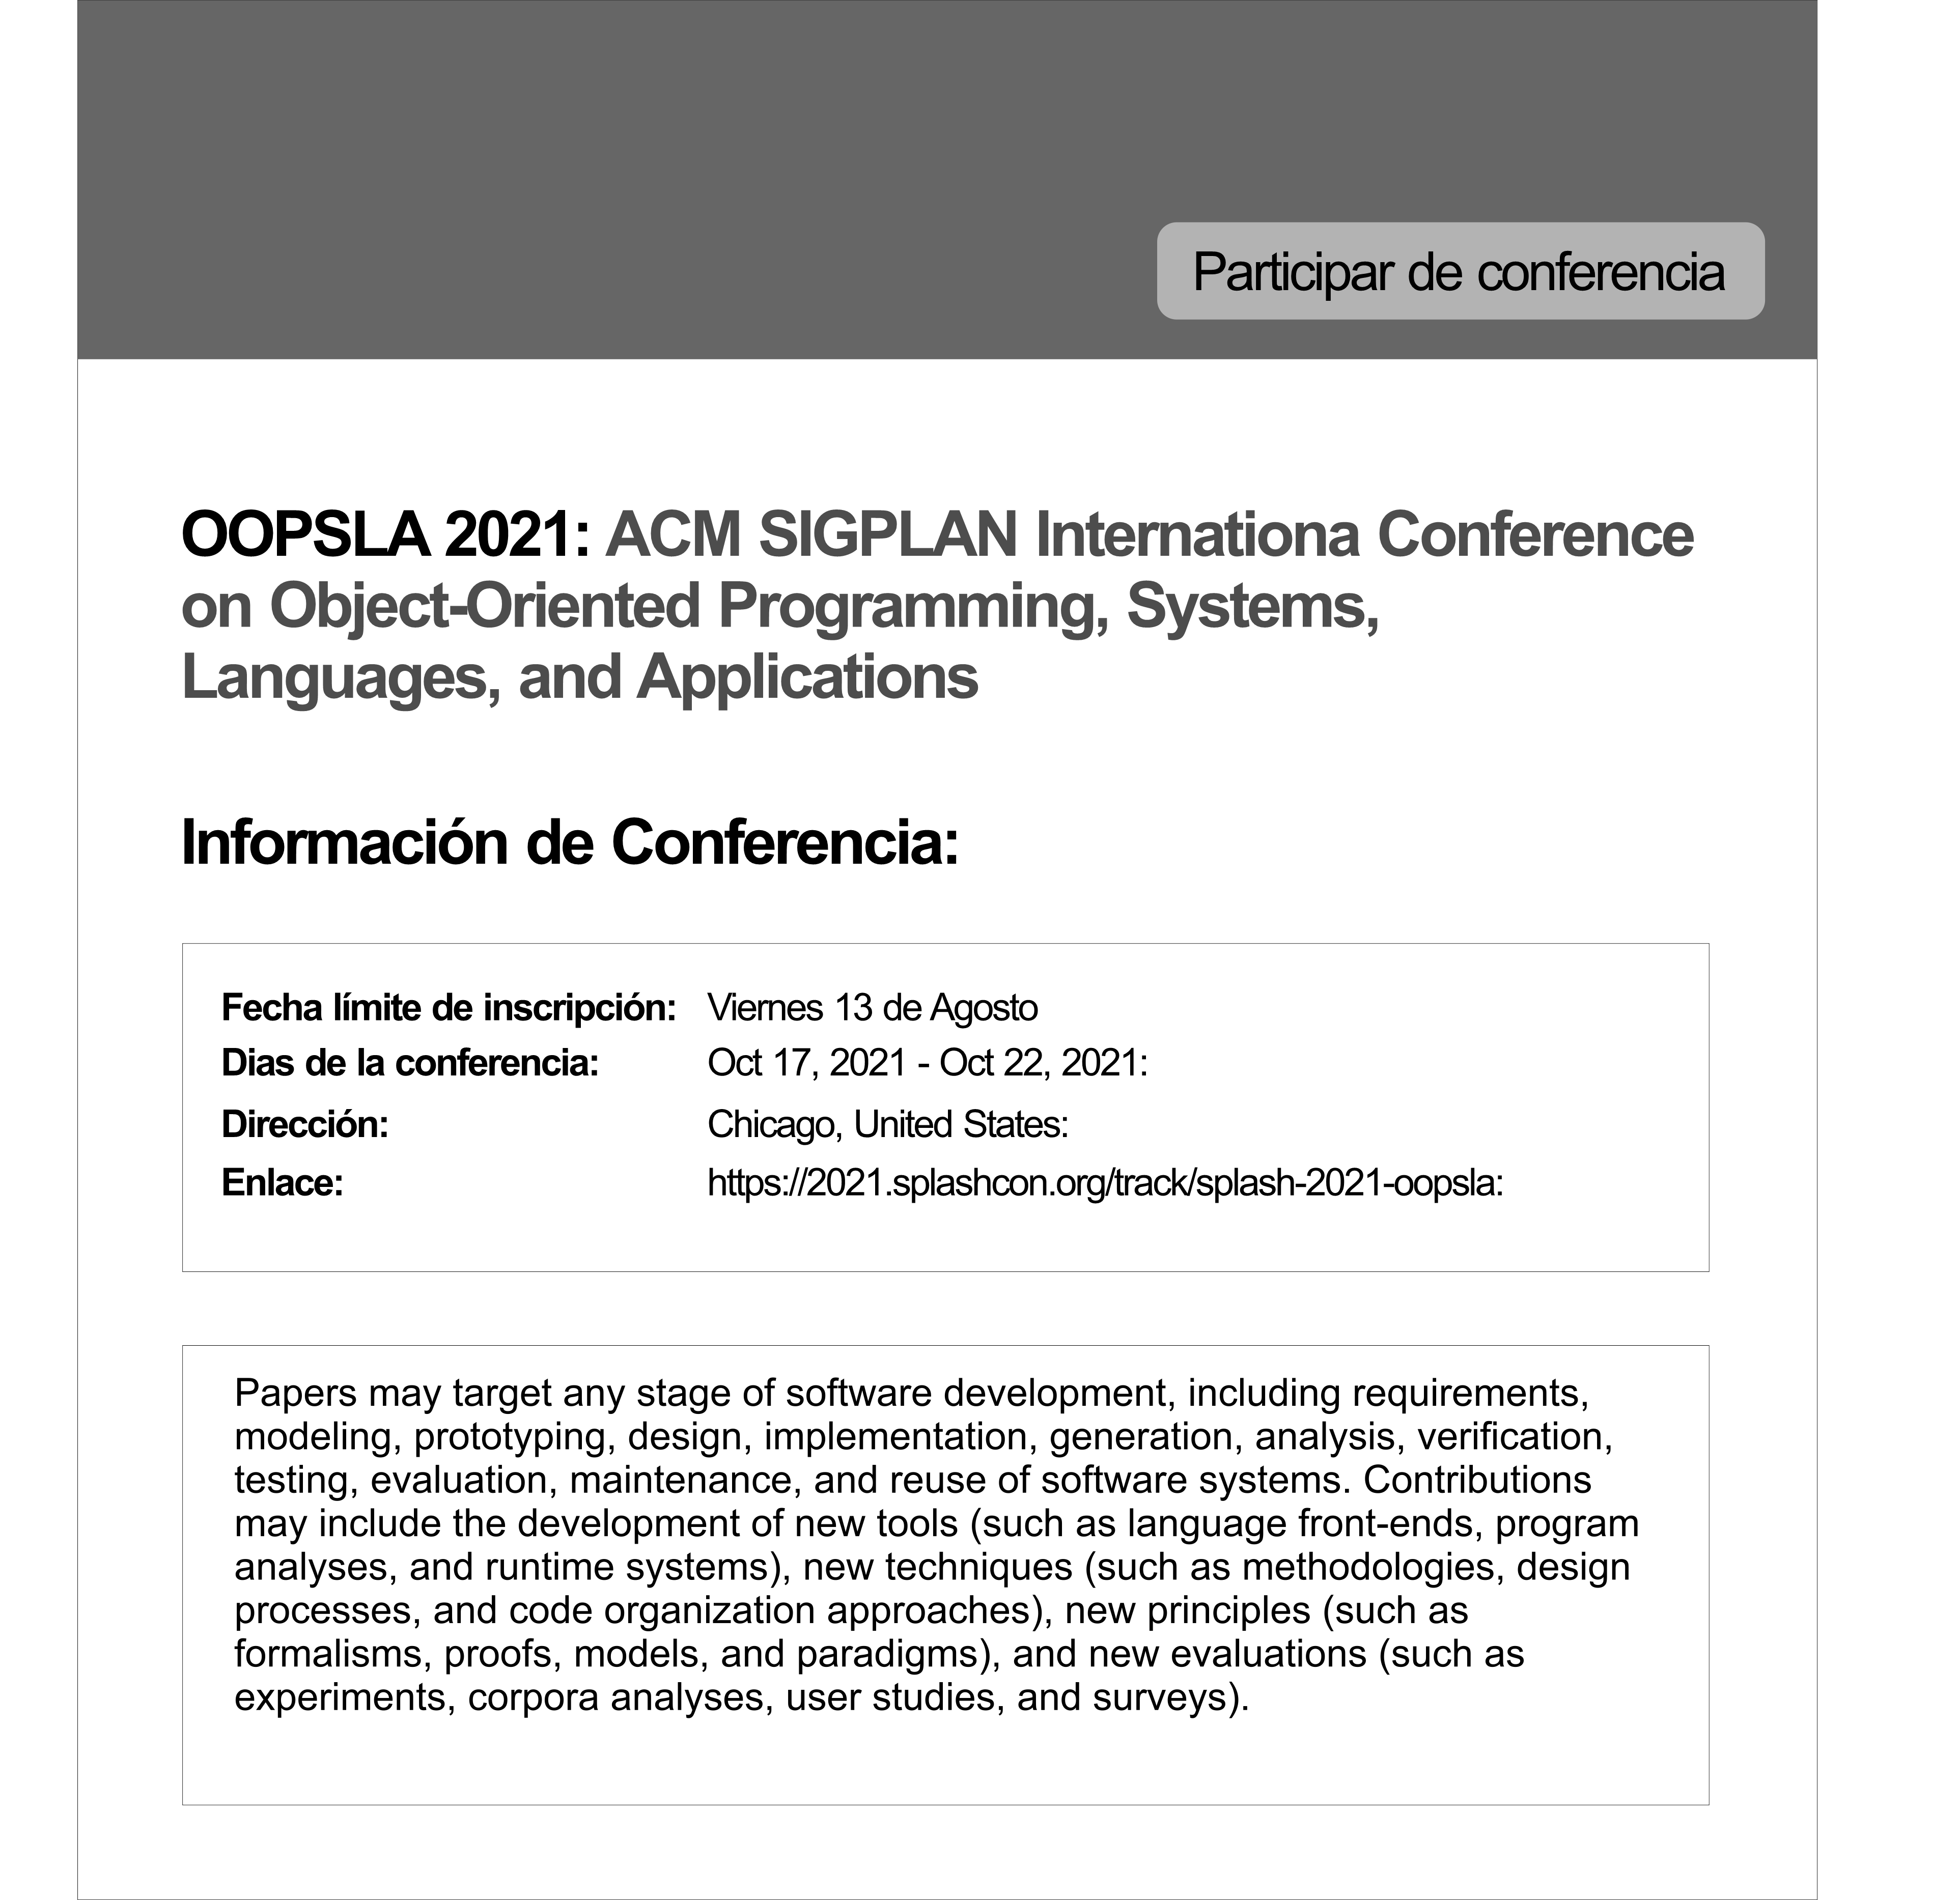 Participar de conferencia
OOPSLA 2021: ACM SIGPLAN Internationa Conference
on Object-Oriented Programming, Systems,
Languages, and Applications
Información de Conferencia:
Fecha límite de inscripción: Viernes 13 de Agosto
Dias de la conferencia: Oct 17, 2021 - Oct 22, 2021:
Dirección: Chicago, United States:
Enlace: https://2021.splashcon.org/track/splash-2021-oopsla:
Papers may target any stage of software development, including requirements,
modeling, prototyping, design, implementation, generation, analysis, verification,
testing, evaluation, maintenance, and reuse of software systems. Contributions
may include the development of new tools (such as language front-ends, program
analyses, and runtime systems), new techniques (such as methodologies, design
processes, and code organization approaches), new principles (such as
formalisms, proofs, models, and paradigms), and new evaluations (such as
experiments, corpora analyses, user studies, and surveys).